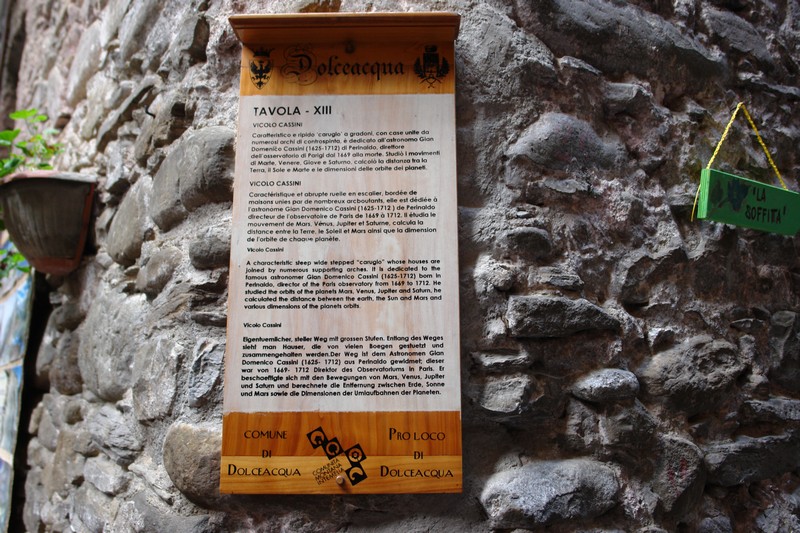 Dolceacqua
TAVOLA - XIII
VICOLO CASSINI
Caratteristico e ripido 'carugio' a gradoni, con case unite da
numerosi archi di controspinta, è dedicato all'astronomo Gian
Domenico Cassini (1625-1712) di Perinaldo, direttore
dell'osservatorio di Parigi dal 1669 alla morte. Studiò i movimenti
di Marte, Venere, Giove e Saturno, calcolò la distanza tra la
Terra, il Sole e Marte e le dimensioni delle orbite dei pianeti.
VICOLO CASSINI
Caractéristique et abrupte ruelle en escalier, bordée de
maisons unies par de nombreux arcboutants, elle est dédiée à
l'astronome Gian Domenico Cassini (1625-1712 ) de Perinaldo
directeur de l'observatoire de Paris de 1669 à 1712. Il étudia le
mouvement de Mars, Vénus, Jupiter et Saturne, calcula la
distance entre la Terre, le Soleil et Mars ainsi que la dimension
de l'orbite de chaque planète.
Vicolo Cassini
A characteristic steep wide stepped "carugio" whose houses are
joined by numerous supporting arches. It is dedicated to the
famous astronomer Gian Domenico Cassini (1625-1712) born in
Perinaldo, director of the Paris observatory from 1669 to 1712. He
studied the orbits of the planets Mars, Venus, Jupiter and Saturn, he
calculated the distance between the earth, the Sun and Mars and
various dimensions of the planets orbits.
Vicolo Cassini
Eigentuemlicher, steller Weg mit grossen Stufen. Entlang des Weges
sieht man Hauser, die von vielen Boegen gestuetzt und
zusammengehalten werden.Der Weg ist dem Astronomen Gian
Domenico Cassini (1625- 1712) aus Perinaldo gewidmet; dieser
war von 1669- 1712 Direktor des Observatoriums in Paris. Er
beschaeftigte sich mit den Bewegungen von Mars, Venus, Jupiter
und Saturn und berechnete die Entfernung zwischen Erde, Sonne
und Mars sowie die Dimensionen der Umlaufbahnen der Planeten.
COMUNE
DI
DOLCEACQUA
COMUNITÀ
MONTANA
INTEMELIA
PRO LOCO
DI
DOLCEACQUA
"LA
SOFFITA"